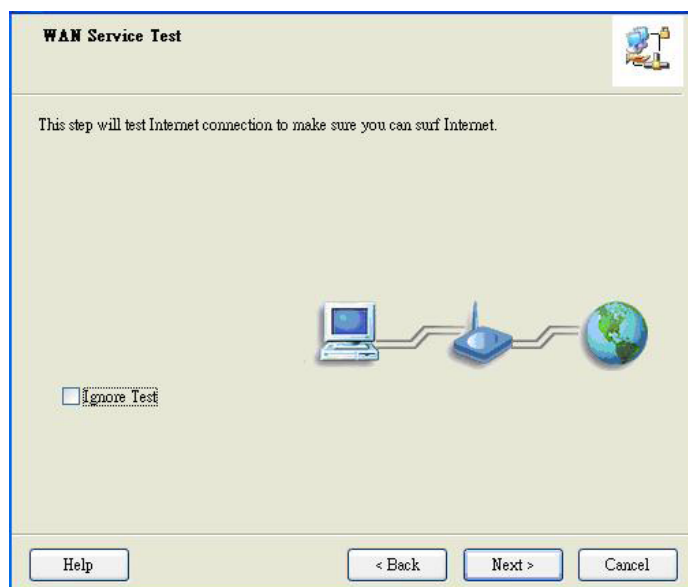 WAN Service Test
This step will test Internet connection to make sure you can surf Internet.
Ignore Test
Help
< Back
Next >
Cancel